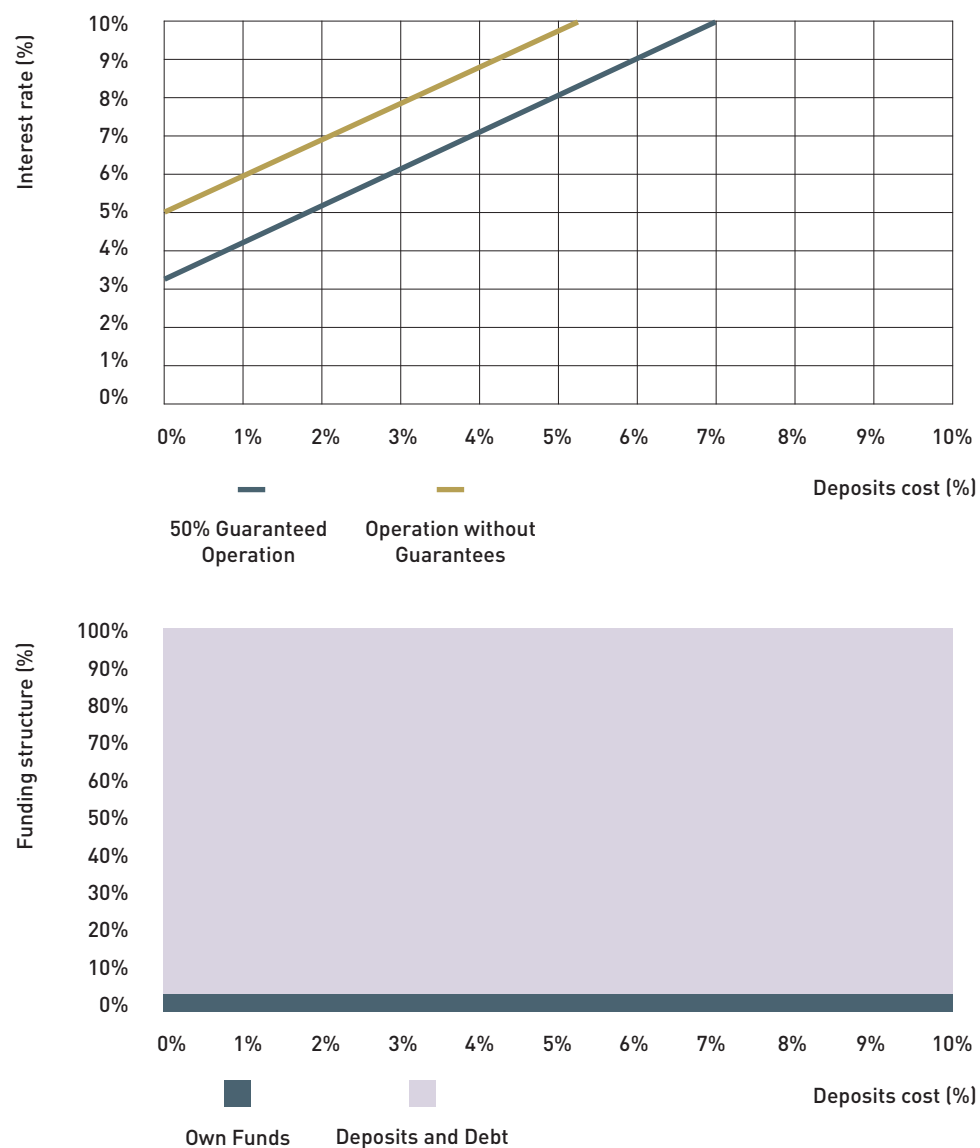 Interest rate (%)
10%
9%
8%
7%
6%
5%
4%
3%
2%
1%
0%
0% 1% 2% 3% 4% 5% 6% 7% 8% 9% 10%
Deposits cost (%)
50% Guaranteed
Operation
Operation without
Guarantees
Funding structure (%)
100%
90%
80%
70%
60%
50%
40%
30%
20%
10%
0%
0% 1% 2% 3% 4% 5% 6% 7% 8% 9% 10%
Deposits cost (%)
Own Funds
Deposits and Debt